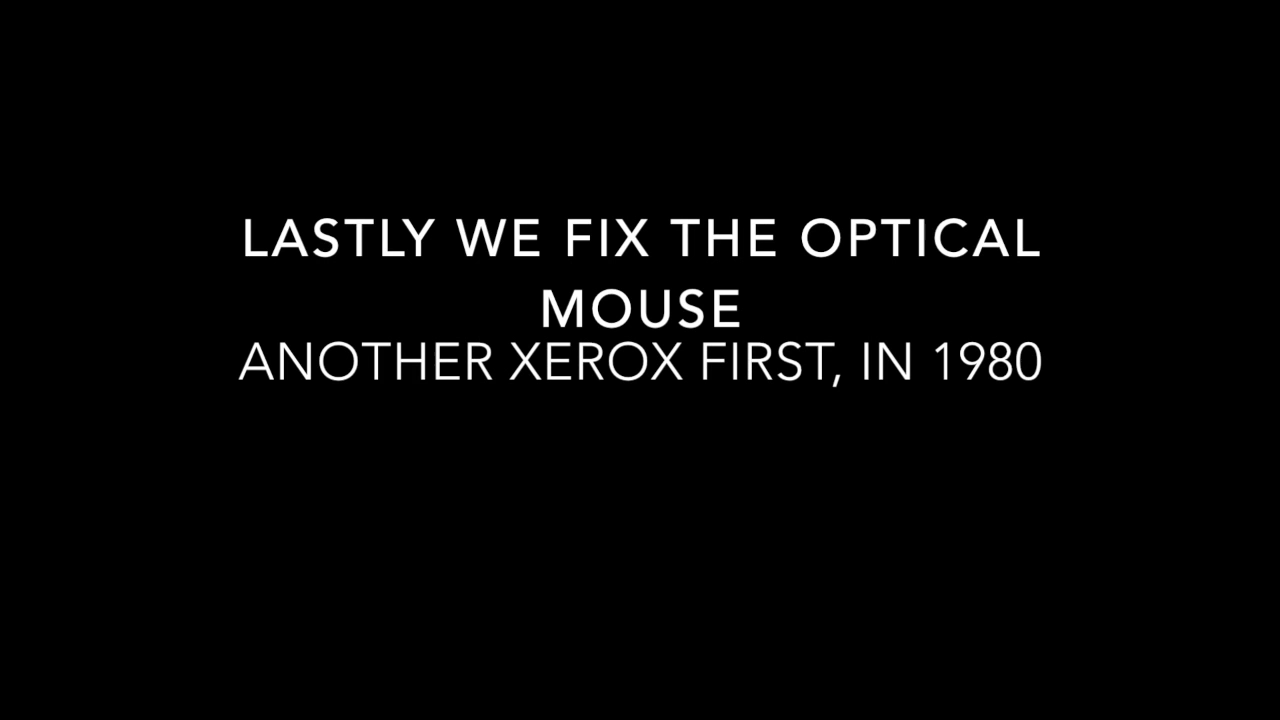 LASTLY WE FIX THE OPTICAL
MOUSE
ANOTHER XEROX FIRST, IN 1980